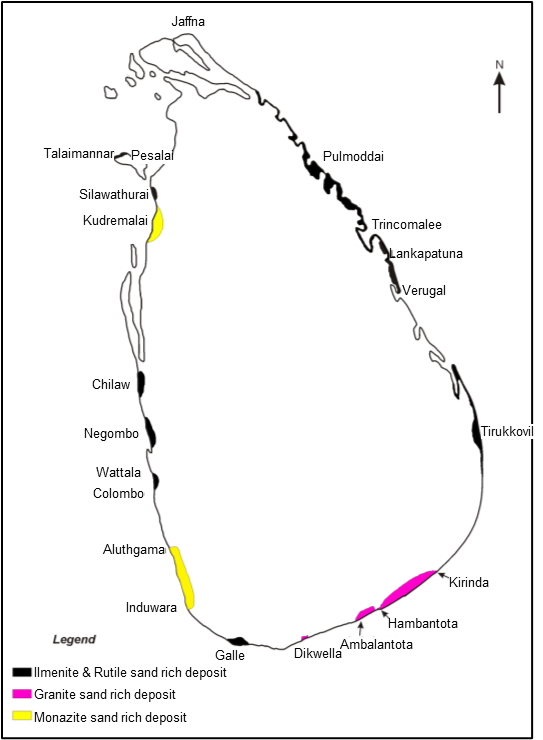 Jaffna
N
Pulmoddai
Talaimannar
Pesalai
Silawathurai
Kudremalai
Trincomalee
Lankapatuna
Verugal
Chilaw
Negombo
Tirukkovil
Wattala
Colombo
Aluthgama
Kirinda
Induwara
Hambantota
Ambalantota
Dikwella
Galle
Legend
Ilmenite & Rutile sand rich deposit
Granite sand rich deposit
Monazite sand rich deposit